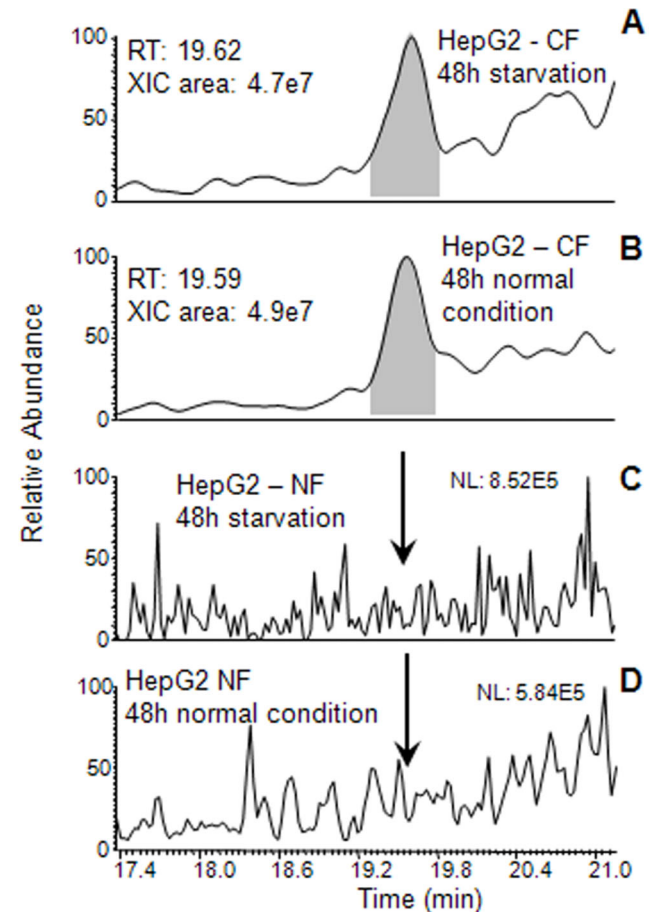 A
100
50
0
RT: 19.62
XIC area: 4.7e7
HepG2 - CF
48h starvation
B
100
50
0
RT: 19.59
XIC area: 4.9e7
HepG2 – CF
48h normal
condition
Relative Abundance
C
100
50
0
HepG2 – NF
48h starvation
NL: 8.52E5
D
100
50
0
HepG2 NF
48h normal condition
NL: 5.84E5
17.4 18.0 18.6 19.2 19.8 20.4 21.0
Time (min)